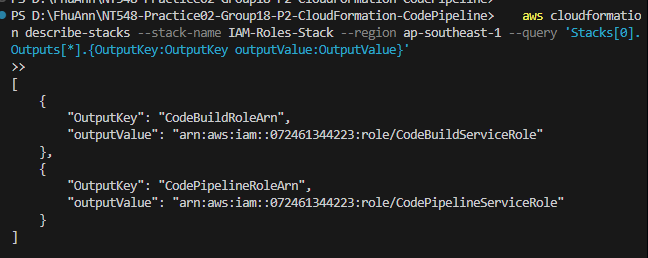 PS D:\FhuAnn\NT548-Practice02-Group18-P2-CloudFormation-CodePipeline>
PS D:\FhuAnn\NT548-Practice02-Group18-P2-CloudFormation-CodePipeline> aws cloudformatio
n describe-stacks --stack-name IAM-Roles-Stack --region ap-southeast-1 --query 'Stacks[0].
Outputs[*].{OutputKey:OutputKey outputValue:OutputValue}'
>>
[
    {
        "OutputKey": "CodeBuildRoleArn",
        "outputValue": "arn:aws:iam::072461344223:role/CodeBuildServiceRole"
    },
    {
        "OutputKey": "CodePipelineRoleArn",
        "outputValue": "arn:aws:iam::072461344223:role/CodePipelineServiceRole"
    }
]